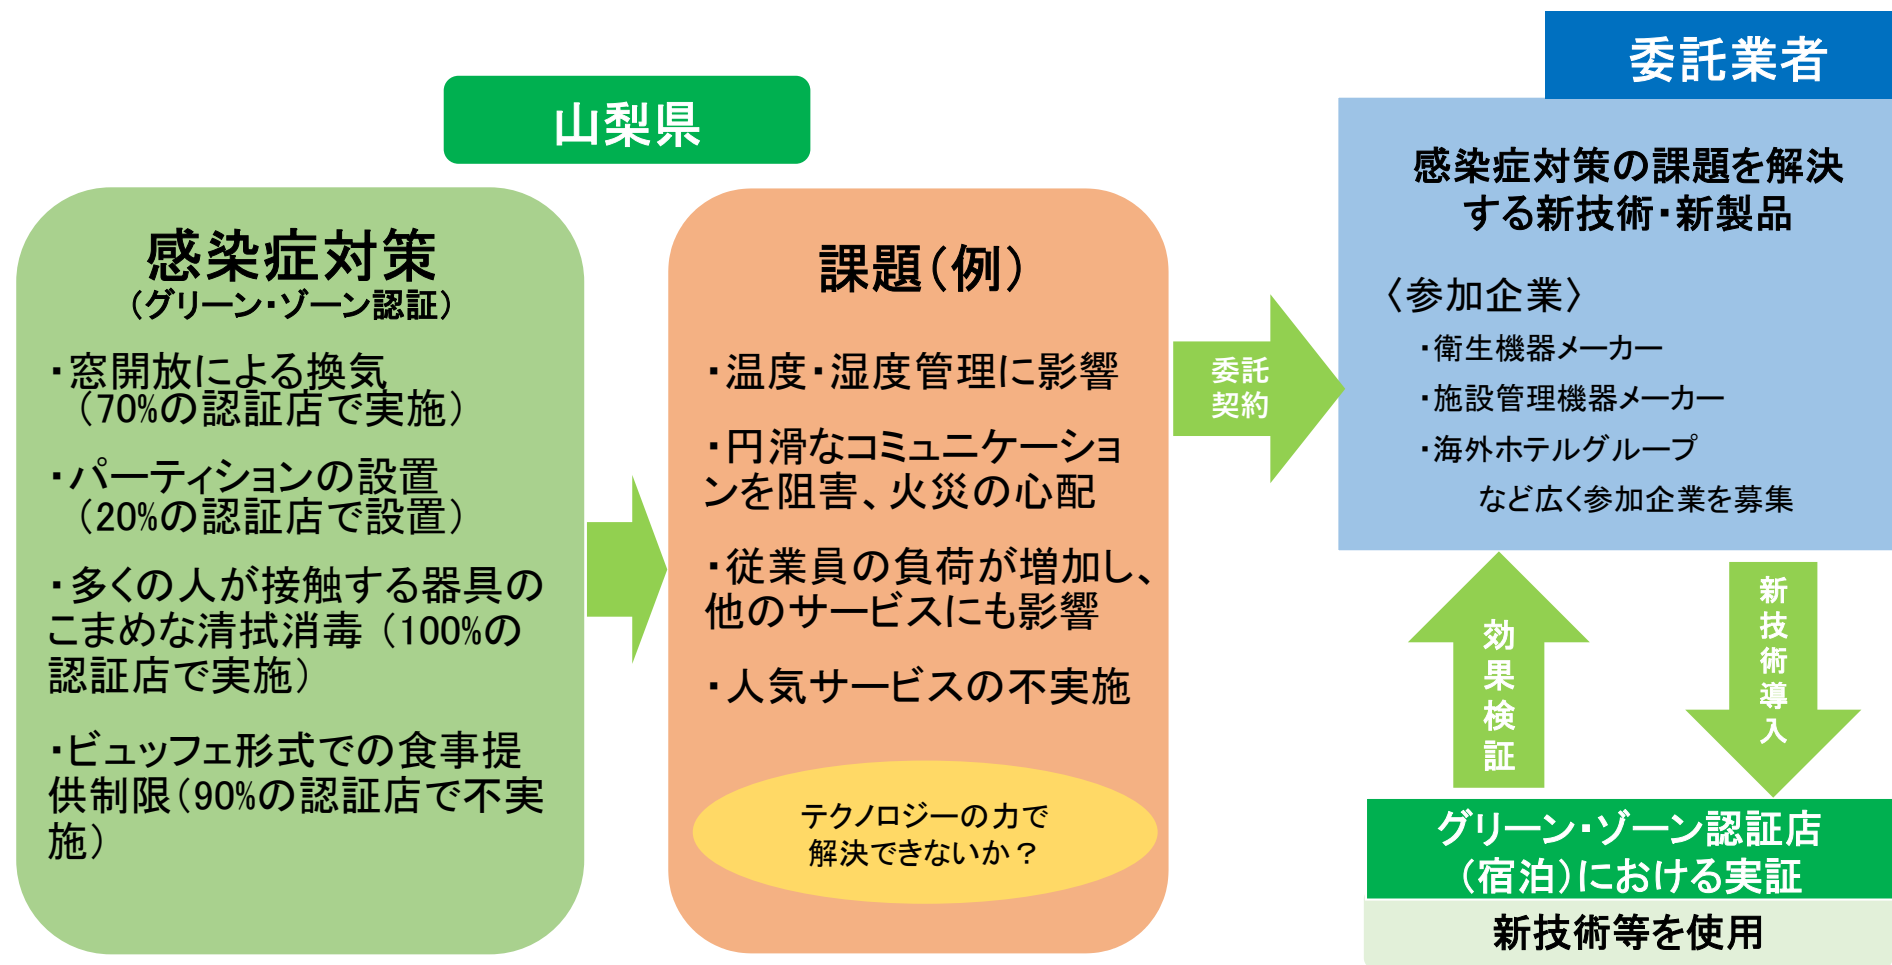 山梨県
感染症対策
（グリーン・ゾーン認証）
・窓開放による換気
（70%の認証店で実施）
・パーティションの設置
（20%の認証店で設置）
・多くの人が接触する器具の
こまめな清拭消毒（100%の
認証店で実施）
・ビュッフェ形式での食事提
供制限（90%の認証店で不実
施）
課題（例）
・温度・湿度管理に影響
・円滑なコミュニケーショ
ンを阻害、火災の心配
・従業員の負荷が増加し、
他のサービスにも影響
・人気サービスの不実施
テクノロジーの力で
解決できないか？
委託
契約
委託業者
感染症対策の課題を解決
する新技術・新製品
〈参加企業〉
・衛生機器メーカー
・施設管理機器メーカー
・海外ホテルグループ
など広く参加企業を募集
効果検証
新技術導入
グリーン・ゾーン認証店
（宿泊）における実証
新技術等を使用